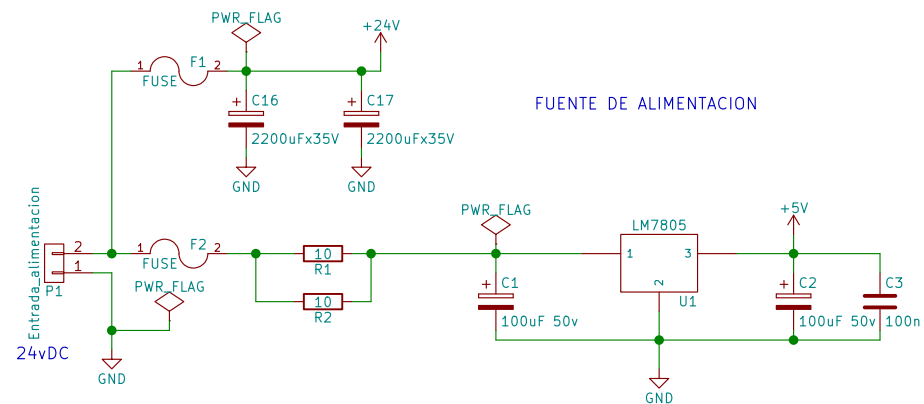 PWR_FLAG
+24V
1
F1
2
FUSE
+ C16
2200uFx35V
+ C17
2200uFx35V
FUENTE DE ALIMENTACION
GND
GND
Entrada_alimentacion
2
1
P1
24vDC
1
F2
2
FUSE
PWR_FLAG
GND
10
R1
10
R2
PWR_FLAG
LM7805
1
3
2
U1
+5V
+ C1
100uF 50v
+ C2
100uF 50v
C3
100n
GND